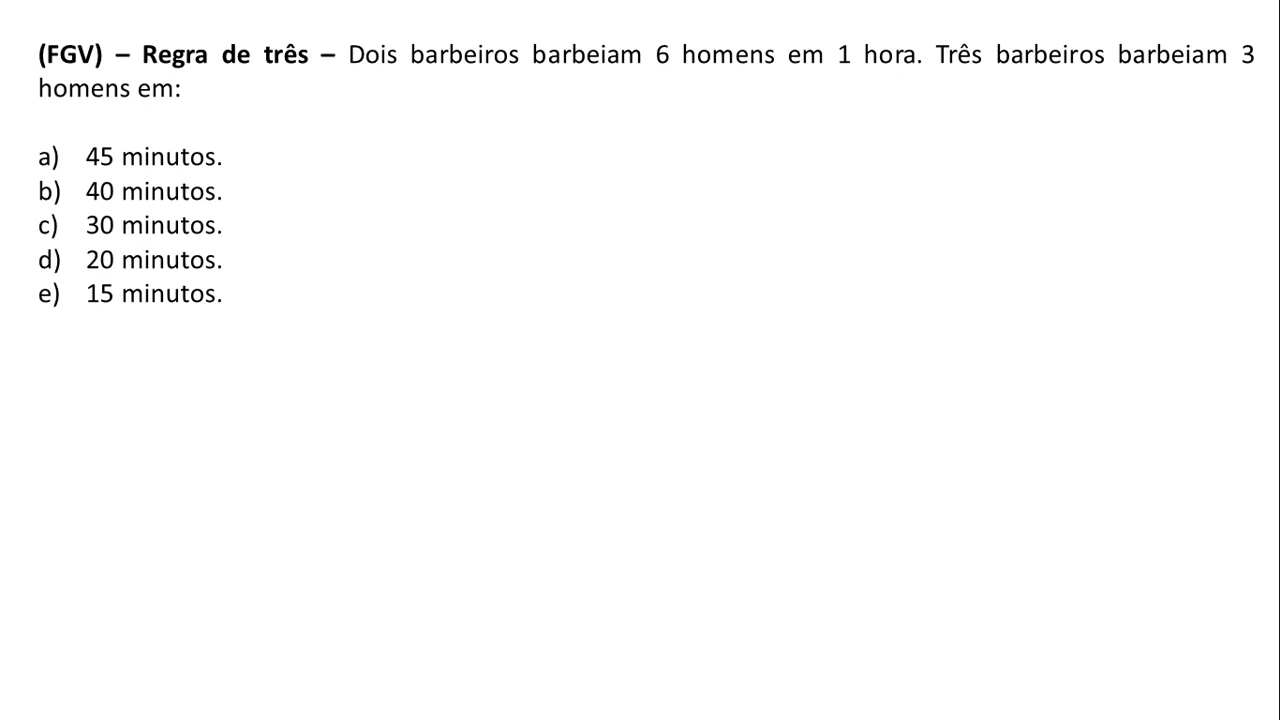 (FGV) – Regra de três – Dois barbeiros barbeiam 6 homens em 1 hora. Três barbeiros barbeiam 3
homens em:
a) 45 minutos.
b) 40 minutos.
c) 30 minutos.
d) 20 minutos.
e) 15 minutos.